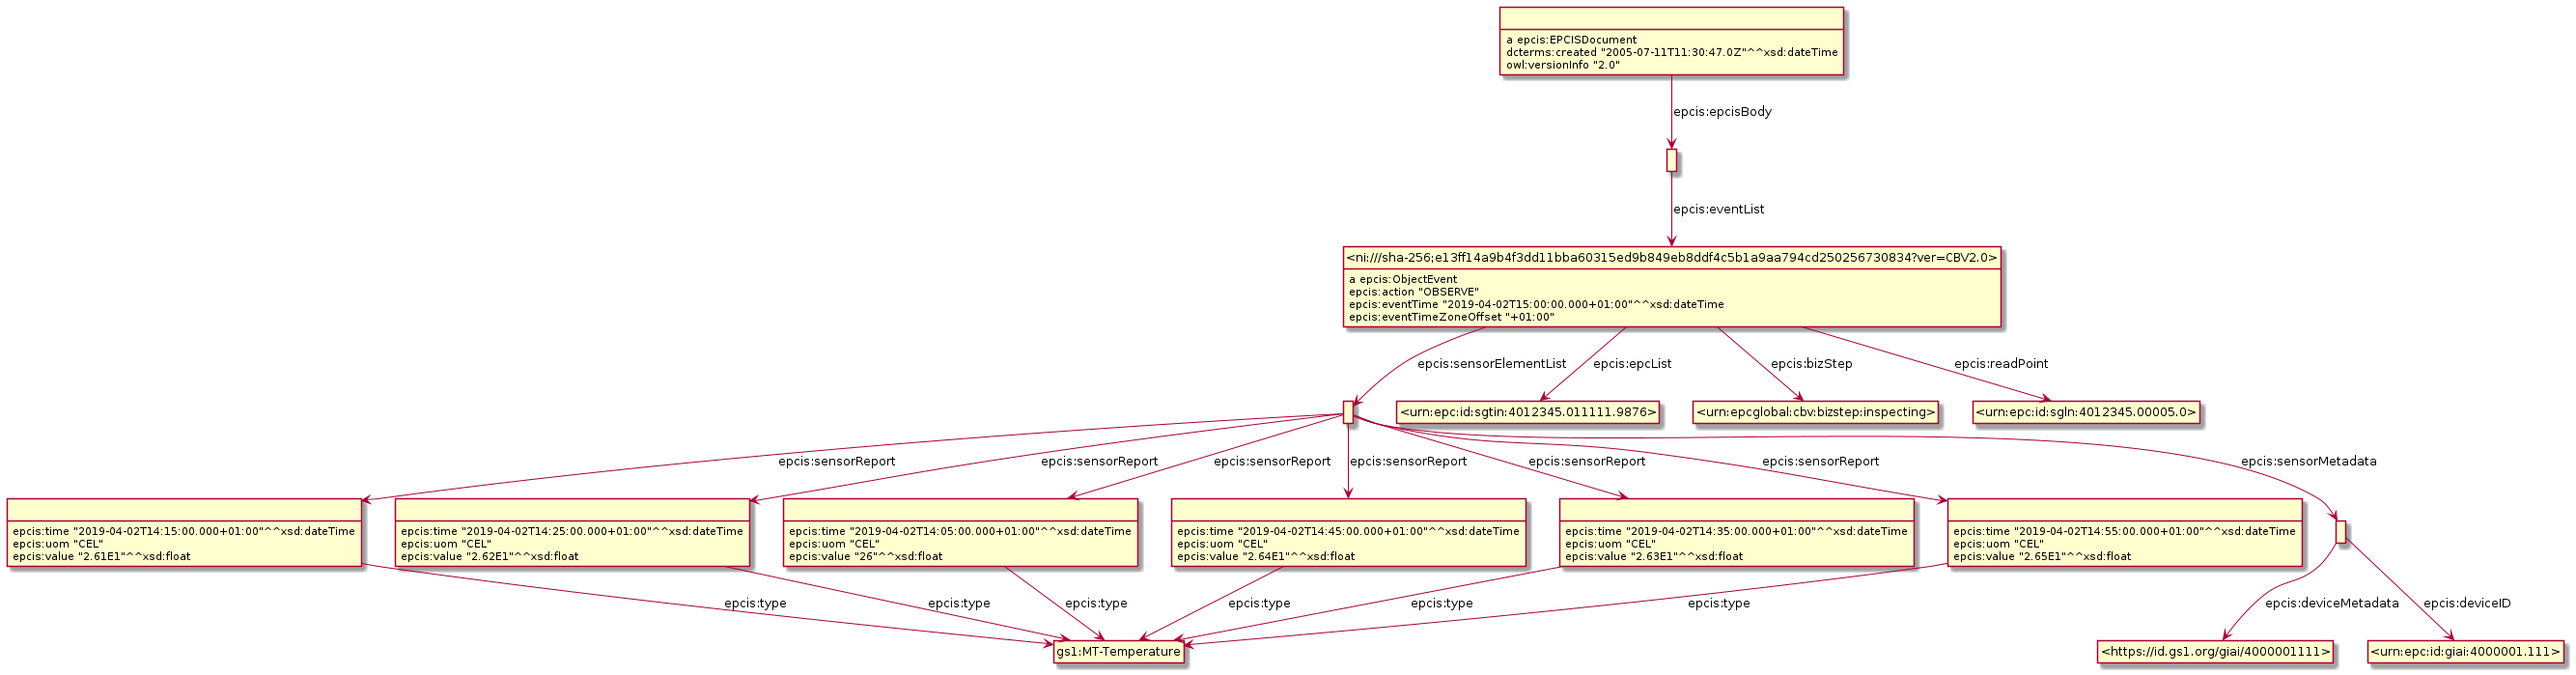 a epcis:EPCISDocument
dcterms:created "2005-07-11T11:30:47.0Z"^^xsd:dateTime
owl:versionInfo "2.0"
epcis:epcisBody
epcis:eventList
<ni:///sha-256;e13ff14a9b4f3dd11bba60315ed9b849eb8ddf4c5b1a9aa794cd250256730834?ver=CBV2.0>
a epcis:ObjectEvent
epcis:action "OBSERVE"
epcis:eventTime "2019-04-02T15:00:00.000+01:00"^^xsd:dateTime
epcis:eventTimeZoneOffset "+01:00"
epcis:sensorElementList
epcis:epcList
epcis:bizStep
epcis:readPoint
<urn:epc:id:sgtin:4012345.011111.9876>
<urn:epcglobal:cbv:bizstep:inspecting>
<urn:epc:id:sgln:4012345.00005.0>
epcis:sensorReport
epcis:sensorReport
epcis:sensorReport
epcis:sensorReport
epcis:sensorReport
epcis:sensorReport
epcis:sensorMetadata
epcis:time "2019-04-02T14:15:00.000+01:00"^^xsd:dateTime
epcis:uom "CEL"
epcis:value "2.61E1"^^xsd:float
epcis:time "2019-04-02T14:25:00.000+01:00"^^xsd:dateTime
epcis:uom "CEL"
epcis:value "2.62E1"^^xsd:float
epcis:time "2019-04-02T14:05:00.000+01:00"^^xsd:dateTime
epcis:uom "CEL"
epcis:value "26"^^xsd:float
epcis:time "2019-04-02T14:45:00.000+01:00"^^xsd:dateTime
epcis:uom "CEL"
epcis:value "2.64E1"^^xsd:float
epcis:time "2019-04-02T14:35:00.000+01:00"^^xsd:dateTime
epcis:uom "CEL"
epcis:value "2.63E1"^^xsd:float
epcis:time "2019-04-02T14:55:00.000+01:00"^^xsd:dateTime
epcis:uom "CEL"
epcis:value "2.65E1"^^xsd:float
epcis:type
epcis:type
epcis:type
epcis:type
epcis:type
epcis:type
epcis:deviceMetadata
epcis:deviceID
gs1:MT-Temperature
<https://id.gs1.org/giai/4000001111>
<urn:epc:id:giai:4000001.111>